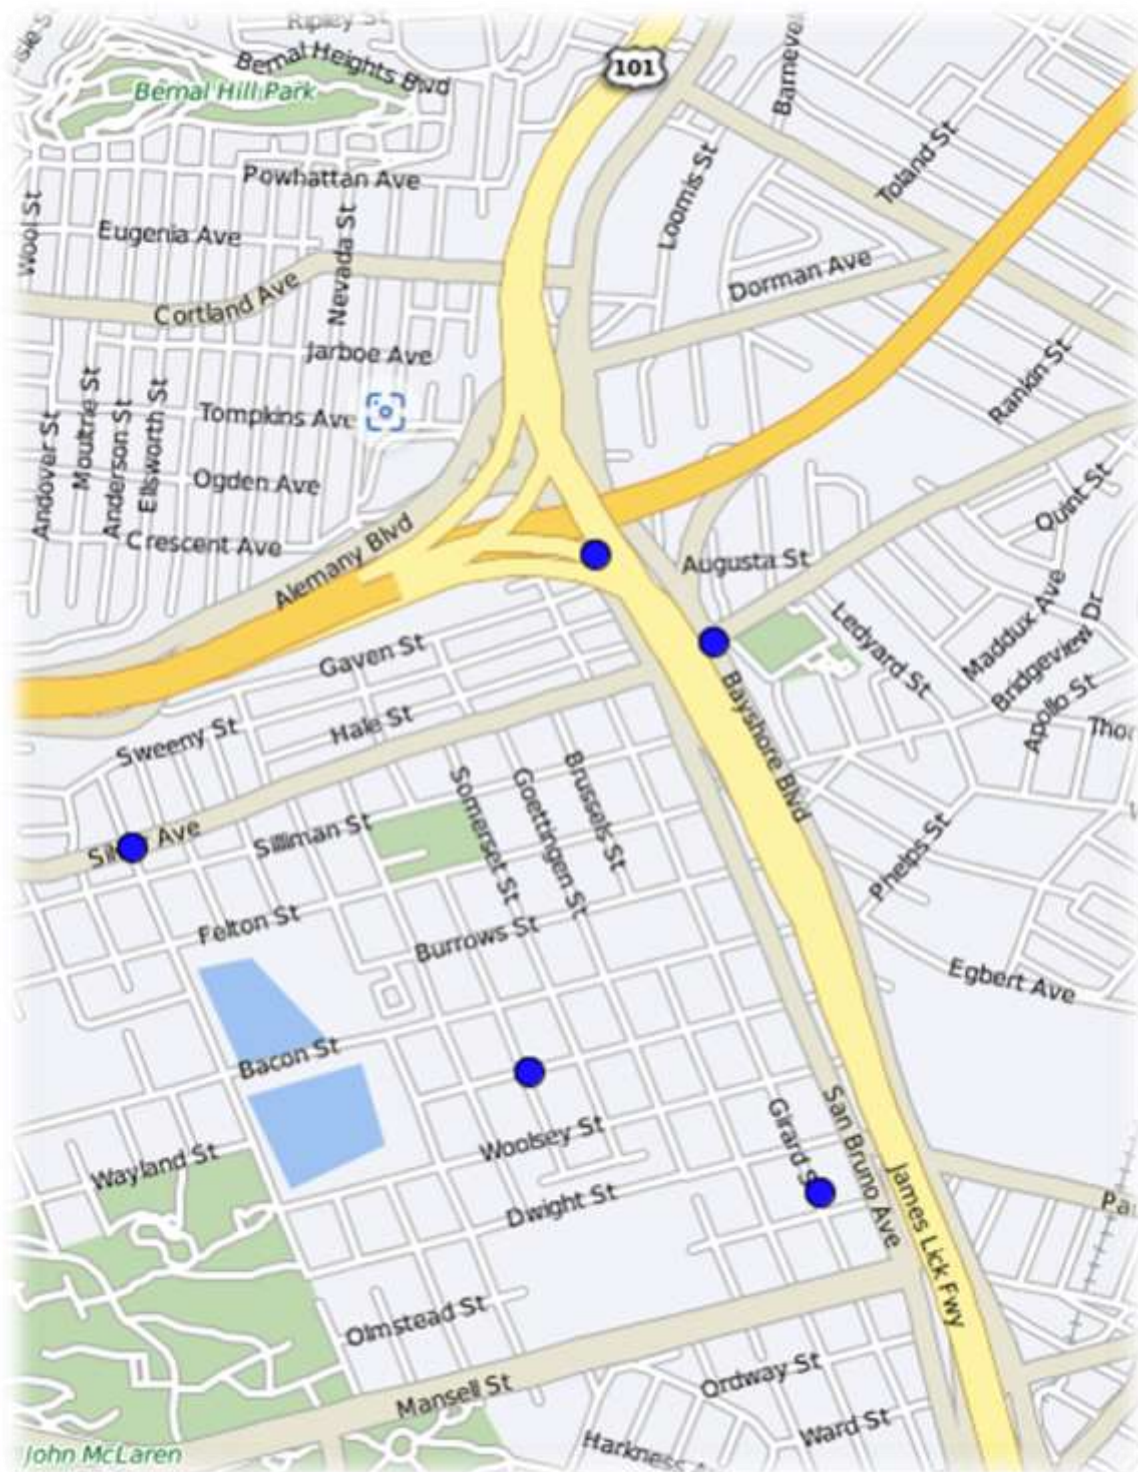 Ripley St
Bernal Heights Blvd
101
Bernal Hill Park
Toland St
Powhattan Ave
Loomis St
Wool St
Eugenia Ave
Nevada St
Dorman Ave
Cortland Ave
Jarboe Ave
Rankin St
Moultrie St
Tompkins Ave
Andover St
Anderson St
Ellsworth St
Ogden Ave
Quint St
Crescent Ave
Alemany Blvd
Augusta St
Maddux Ave
Ledyard St
Bridgeview Dr
Gaven St
Apollo St
Hale St
Sweeny St
Bayshore Blvd
Brussels St
Goettingen St
Somerset St
Silliman St
Ave
Phelps St
Felton St
Burrows St
Egbert Ave
Bacon St
Girard
San Bruno Ave
Woolsey St
Wayland St
Dwight St
James Lick Fwy
Olmstead St
Ordway St
Mansell St
Ward St
Harkness
John McLaren